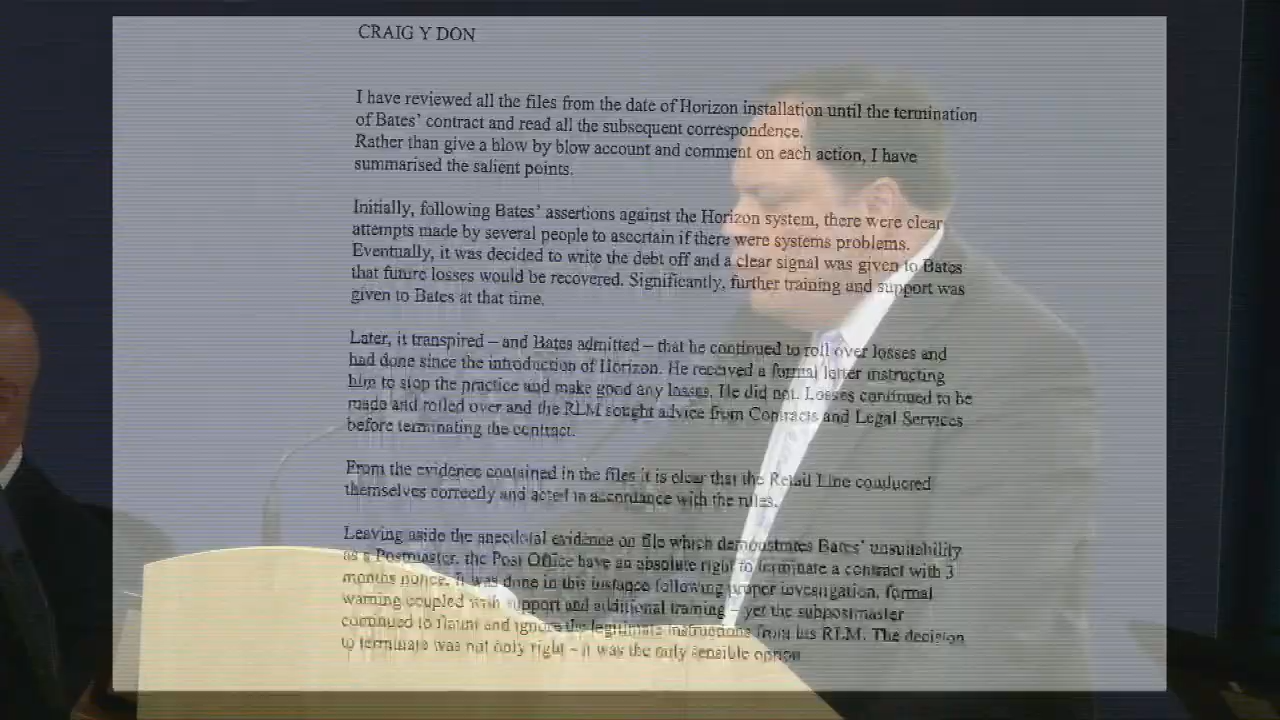 CRAIG Y DON
I have reviewed all the files from the date of Horizon installation until the termination
of Bates' contract and read all the subsequent correspondence.
Rather than give a blow by blow account and comment on each action, I have
summarised the salient points.
Initially, following Bates' assertions against the Horizon system, there were clear
attempts made by several people to ascertain if there were systems problems.
Eventually, it was decided to write the debt off and a clear signal was given to Bates
that future losses would be recovered. Significantly, further training and support was
given to Bates at that time.
Later, it transpired – and Bates admitted – that he continued to roll over losses and
had done since the introduction of Horizon. He received a formal letter instructing
him to stop the practice and make good any losses. He did not. Losses continued to be
made and rolled over and the RLM sought advice from Contracts and Legal Services
before terminating the contract.
From the evidence contained in the files it is clear that the Retail Line conducted
themselves correctly and acted in accordance with the rules.
Leaving aside the anecdotal evidence on file which demonstrates Bates' unsuitability
as a Postmaster, the Post Office have an absolute right to terminate a contract with 3
months notice. It was done in this instance following proper investigation, formal
warning coupled with support and additional training – yet the subpostmaster
continued to flaunt and ignore the legitimate instructions from his RLM. The decision
to terminate was not only right – it was the only sensible option